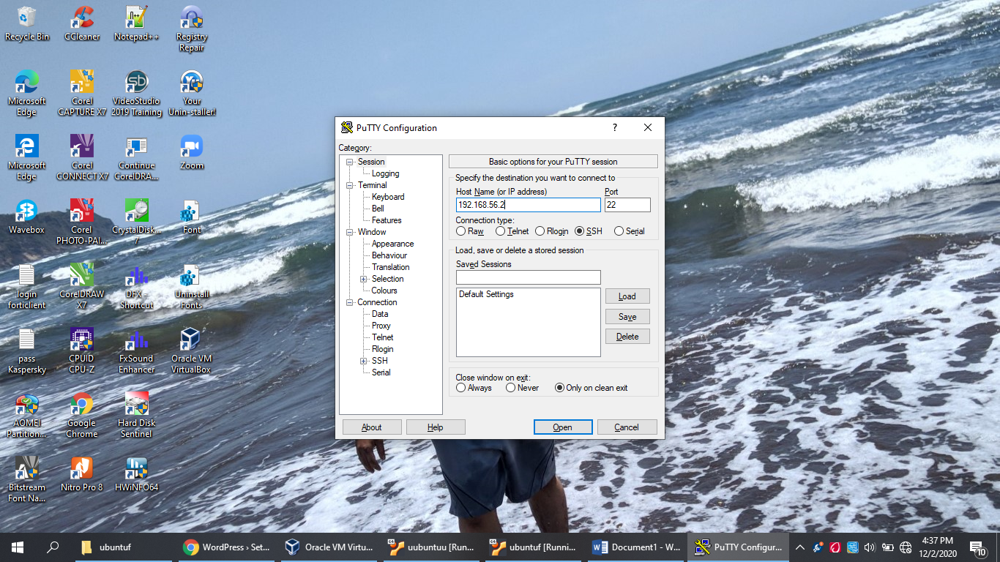 Recycle Bin
CCleaner
Notepad++
Registry
Repair
Microsoft
Edge
Corel
CAPTURE X7
VideoStudio
2019 Training
Your
Unin-staller!
Microsoft
Edge
Corel
CONNECT X7
Continue
CorelDRA...
Zoom
Wavebox
Corel
PHOTO-PAI...
CrystalDisk...
7
Font
login
forticlient
CorelDRAW
X7
DFX -
Shortcut
Uninstall
Fonts
pass
Kaspersky
CPUID
CPU-Z
FxSound
Enhancer
Oracle VM
VirtualBox
AOMEI
Partition...
Google
Chrome
Hard Disk
Sentinel
Bitstream
Font Na...
Nitro Pro 8
HWiNFO64
PuTTY Configuration
?
Category:
Session
Logging
Terminal
Keyboard
Bell
Features
Window
Appearance
Behaviour
Translation
Selection
Colours
Connection
Data
Proxy
Telnet
Rlogin
SSH
Serial
Basic options for your PuTTY session
Specify the destination you want to connect to
Host Name (or IP address) Port
192.168.56.2 22
Connection type:
Raw Telnet Rlogin SSH Serial
Load, save or delete a stored session
Saved Sessions
Default Settings
Load
Save
Delete
Close window on exit:
Always Never Only on clean exit
About Help Open Cancel
ubuntuf
WordPress › Set...
Oracle VM Virtu...
uubuntuu [Run...
ubuntuf [Runni...
Document1 - W...
PuTTY Configur...
4:37 PM
12/2/2020
10